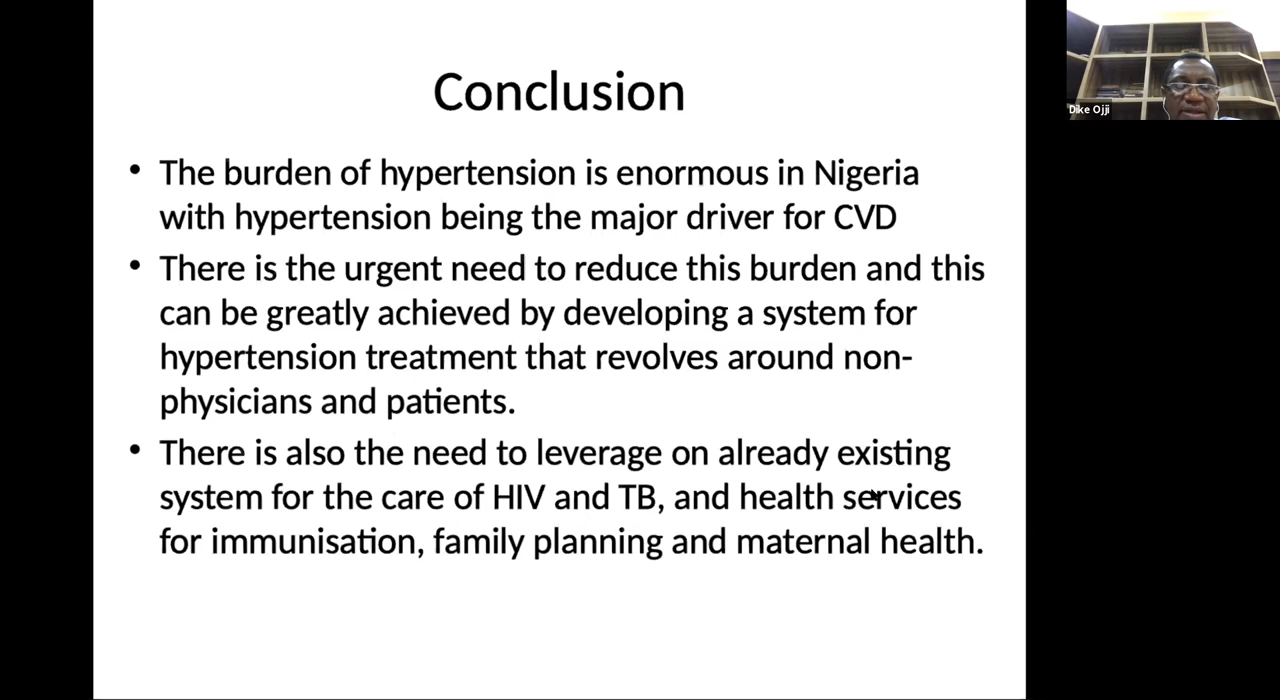 Conclusion
• The burden of hypertension is enormous in Nigeria
with hypertension being the major driver for CVD
• There is the urgent need to reduce this burden and this
can be greatly achieved by developing a system for
hypertension treatment that revolves around non-
physicians and patients.
• There is also the need to leverage on already existing
system for the care of HIV and TB, and health services
for immunisation, family planning and maternal health.
Dike Ojji